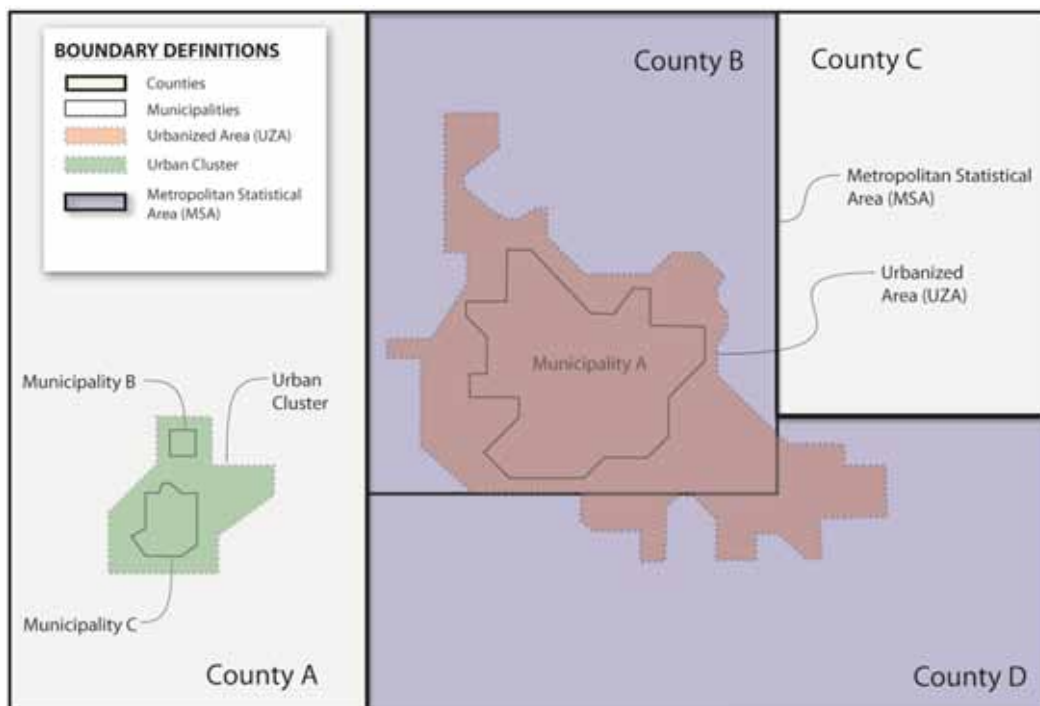 BOUNDARY DEFINITIONS
Counties
Municipalities
Urbanized Area (UZA)
Urban Cluster
Metropolitan Statistical
Area (MSA)
County B
County C
Metropolitan Statistical
Area (MSA)
Urbanized
Area (UZA)
Municipality A
Municipality B
Urban
Cluster
Municipality C
County A
County D